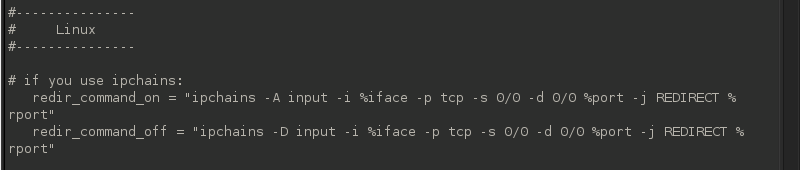 #---------------
#     Linux
#---------------
# if you use ipchains:
   redir_command_on = "ipchains -A input -i %iface -p tcp -s 0/0 -d 0/0 %port -j REDIRECT %
rport"
   redir_command_off = "ipchains -D input -i %iface -p tcp -s 0/0 -d 0/0 %port -j REDIRECT %
rport"